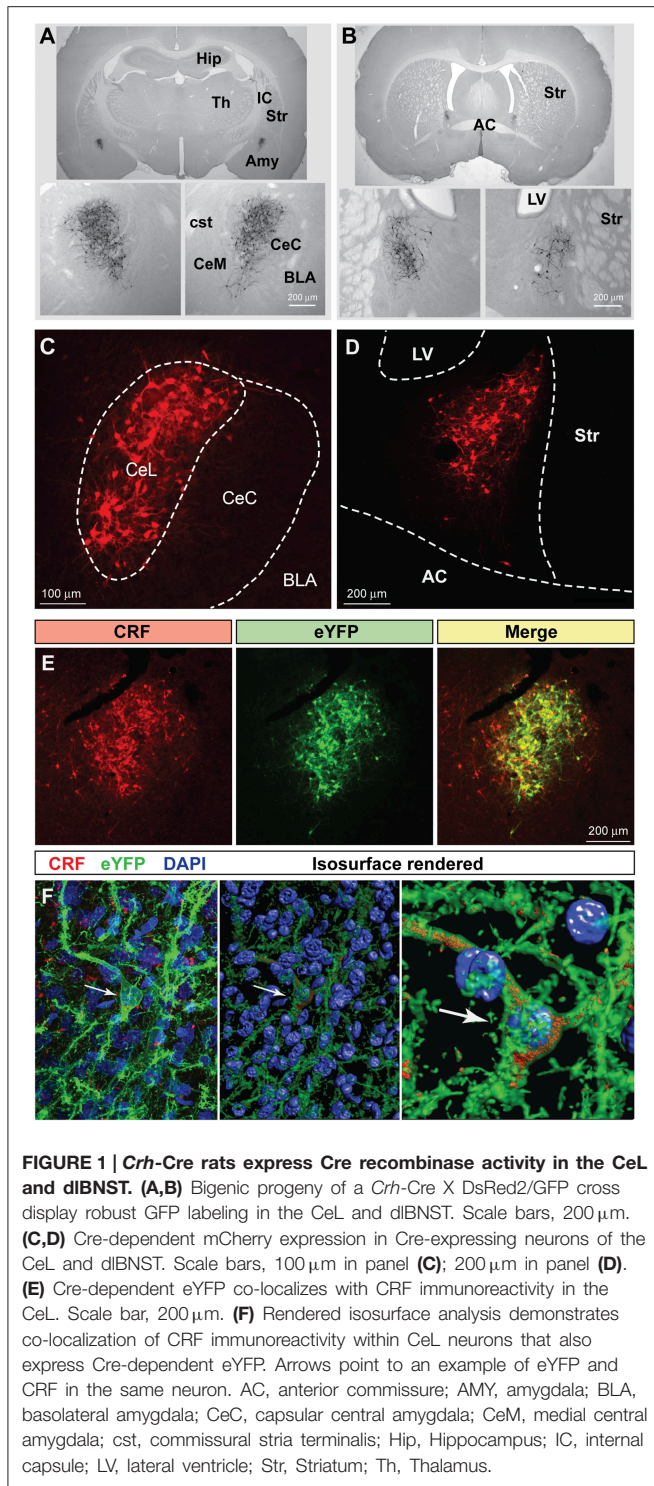 A
Hip
Th
IC
Str
Amy
cst
CeC
CeM
BLA
200 μm
B
Str
AC
LV
Str
200 μm
C
CeL
CeC
BLA
100 μm
D
LV
Str
AC
200 μm
CRF
eYFP
Merge
E
200 μm
CRF eYFP DAPI
Isosurface rendered
F
FIGURE 1 | Crh-Cre rats express Cre recombinase activity in the CeL
and dlBNST. (A,B) Bigenic progeny of a Crh-Cre X DsRed2/GFP cross
display robust GFP labeling in the CeL and dlBNST. Scale bars, 200 μm.
(C,D) Cre-dependent mCherry expression in Cre-expressing neurons of the
CeL and dlBNST. Scale bars, 100 μm in panel (C); 200 μm in panel (D).
(E) Cre-dependent eYFP co-localizes with CRF immunoreactivity in the
CeL. Scale bar, 200 μm. (F) Rendered isosurface analysis demonstrates
co-localization of CRF immunoreactivity within CeL neurons that also
express Cre-dependent eYFP. Arrows point to an example of eYFP and
CRF in the same neuron. AC, anterior commissure; AMY, amygdala; BLA,
basolateral amygdala; CeC, capsular central amygdala; CeM, medial central
amygdala; cst, commissural stria terminalis; Hip, Hippocampus; IC, internal
capsule; LV, lateral ventricle; Str, Striatum; Th, Thalamus.